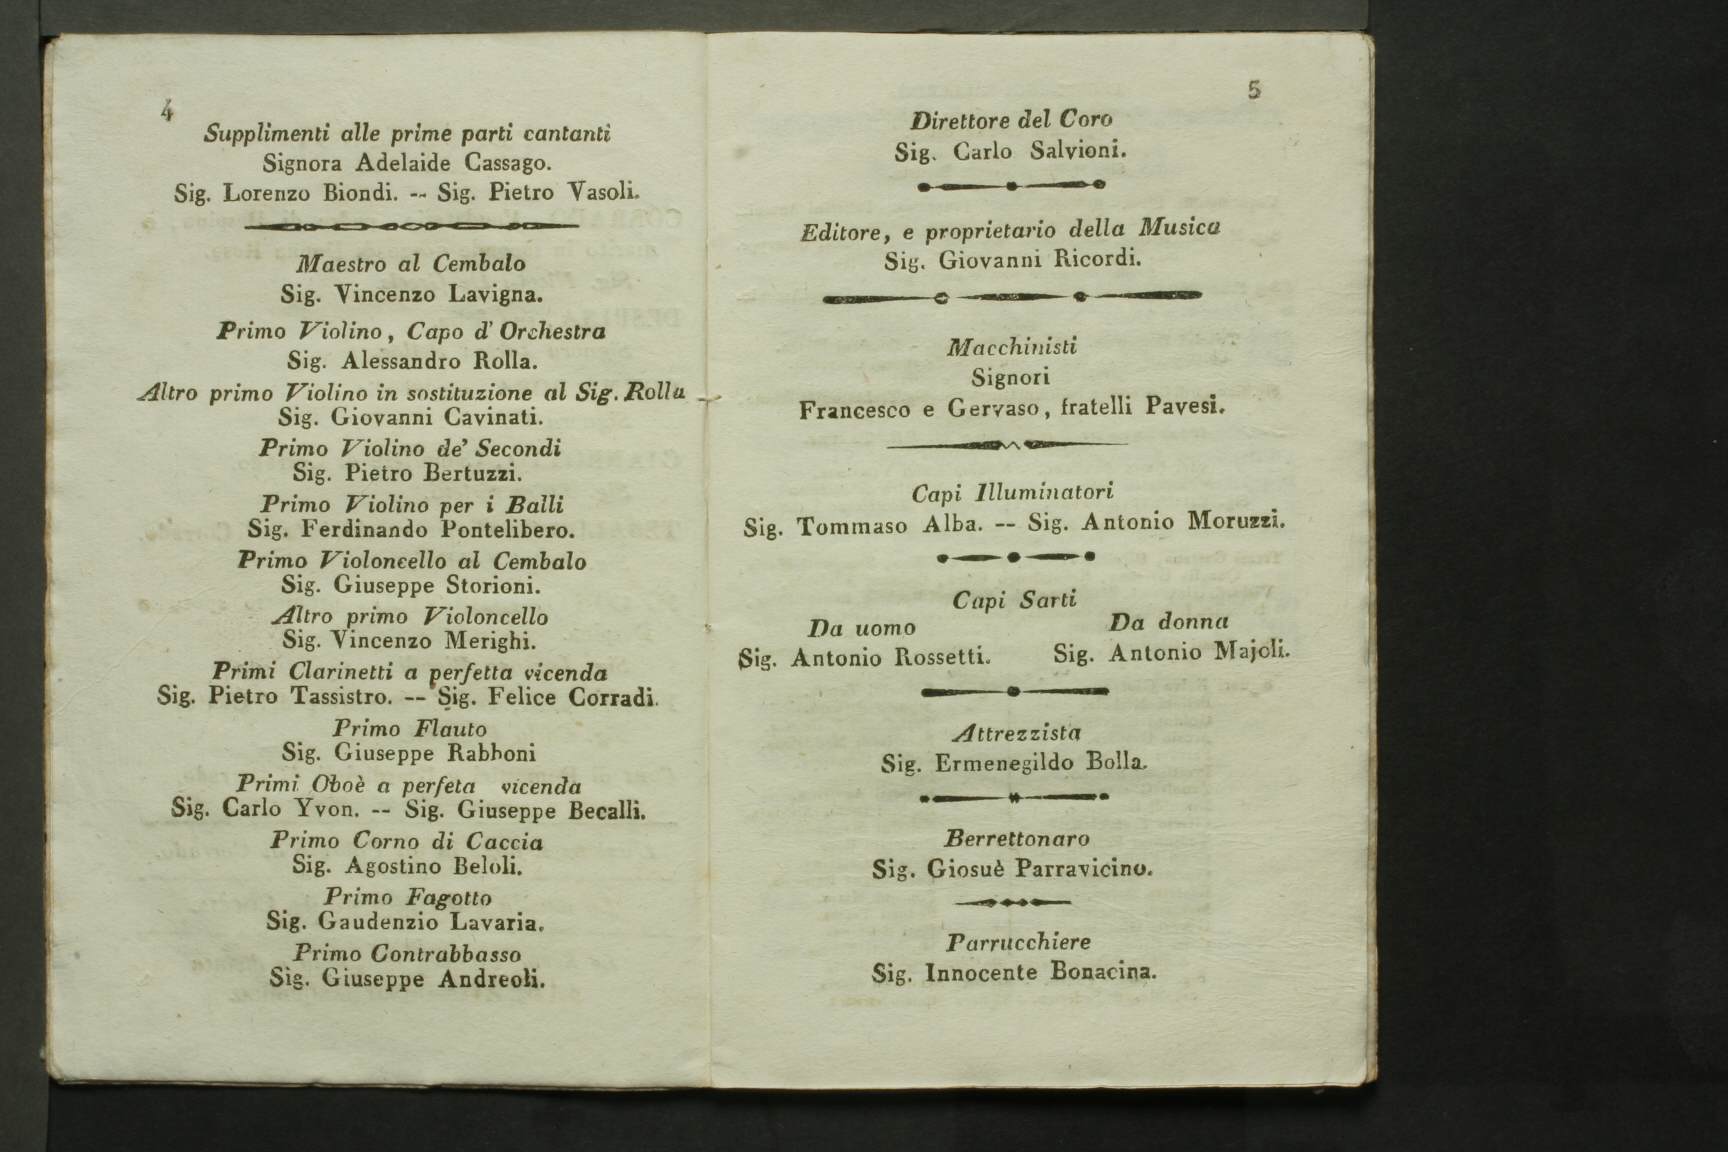 4
Supplimenti alle prime parti cantanti
Signora Adelaide Cassago.
Sig. Lorenzo Biondi. -- Sig. Pietro Vasoli.
Maestro al Cembalo
Sig. Vincenzo Lavigna.
Primo Violino, Capo d'Orchestra
Sig. Alessandro Rolla.
Altro primo Violino in sostituzione al Sig. Rolla
Sig. Giovanni Cavinati.
Primo Violino de' Secondi
Sig. Pietro Bertuzzi.
Primo Violino per i Balli
Sig. Ferdinando Pontelibero.
Primo Violoncello al Cembalo
Sig. Giuseppe Storioni.
Altro primo Violoncello
Sig. Vincenzo Merighi.
Primi Clarinetti a perfetta vicenda
Sig. Pietro Tassistro. -- Sig. Felice Corradi.
Primo Flauto
Sig. Giuseppe Rabboni
Primi Oboè a perfeta vicenda
Sig. Carlo Yvon. -- Sig. Giuseppe Becalli.
Primo Corno di Caccia
Sig. Agostino Beloli.
Primo Fagotto
Sig. Gaudenzio Lavaria.
Primo Contrabbasso
Sig. Giuseppe Andreoli.
5
Direttore del Coro
Sig. Carlo Salvioni.
Editore, e proprietario della Musica
Sig. Giovanni Ricordi.
Macchinisti
Signori
Francesco e Gervaso, fratelli Pavesi.
Capi Illuminatori
Sig. Tommaso Alba. -- Sig. Antonio Moruzzi.
Capi Sarti
Da uomo Da donna
Sig. Antonio Rossetti. Sig. Antonio Majoli.
Attrezzista
Sig. Ermenegildo Bolla.
Berrettonaro
Sig. Giosuè Parravicino.
Parrucchiere
Sig. Innocente Bonacina.